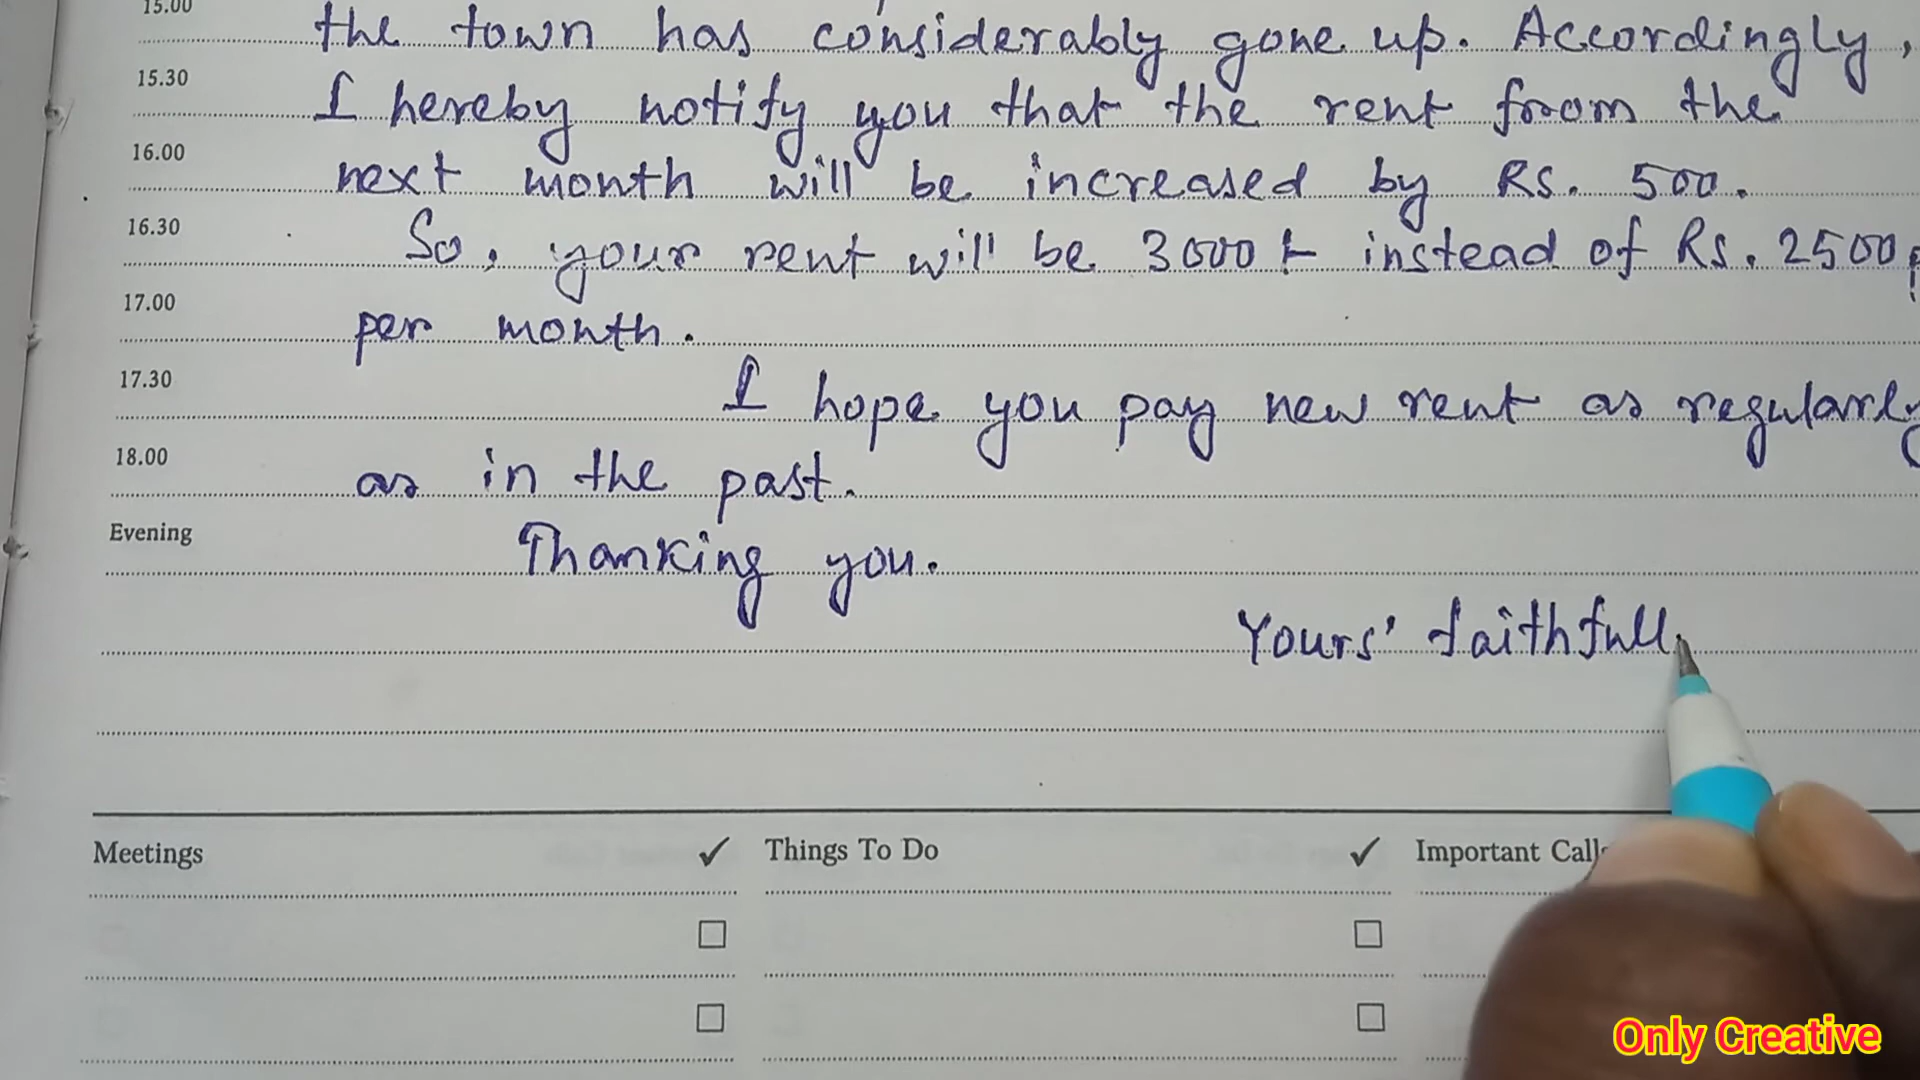 15.00
the town has considerably gone up. Accordingly,
15.30
I hereby notify you that the rent from the
16.00
next month will be increased by Rs. 500.
16.30
So, your rent will be 3000/- instead of Rs. 2500
17.00
per month.
17.30
I hope you pay new rent as regularly
18.00
as in the past.
Evening
Thanking you.
Yours' faithfull
Meetings ✓ Things To Do ✓ Important Calls
Only Creative